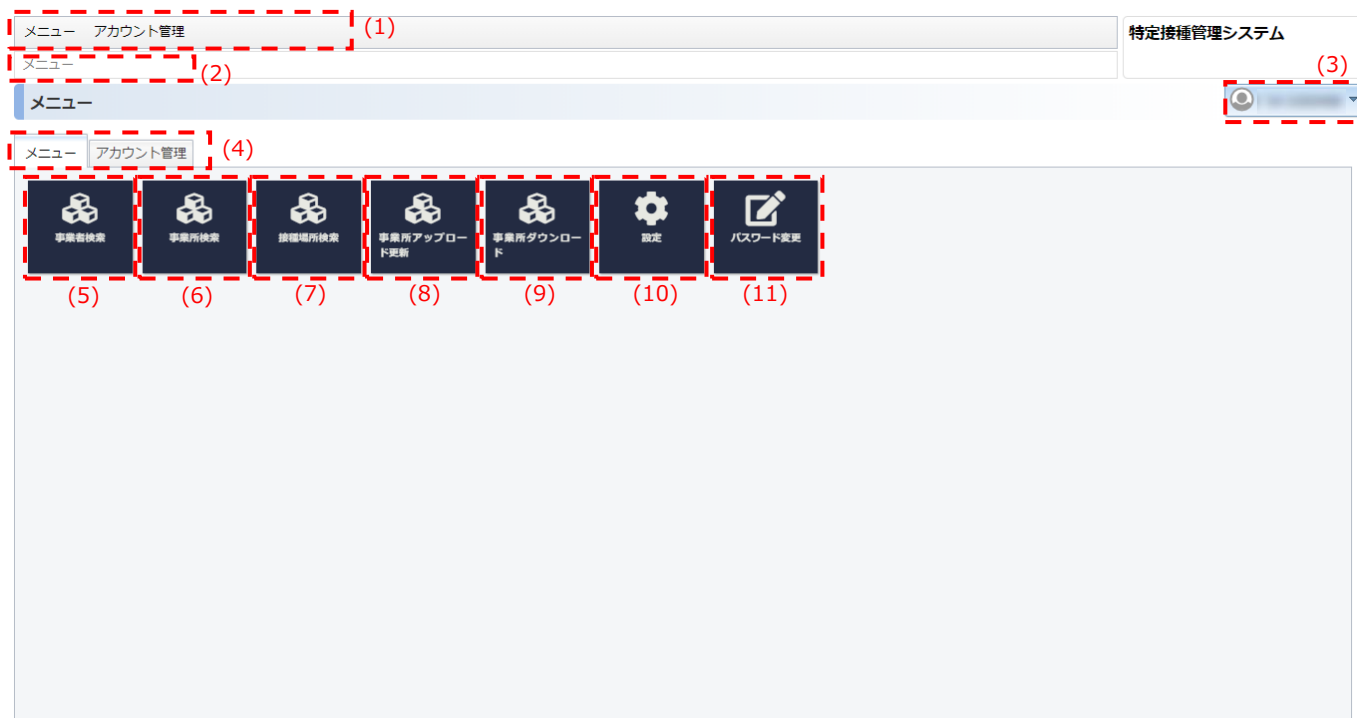 メニュー アカウント管理 (1)
特定接種管理システム
メニュー (2)
(3)
メニュー
メニュー アカウント管理 (4)
事業者検索
事業所検索
接種場所検索
事業所アップロー
ド更新
事業所ダウンロー
ド
設定
パスワード変更
(5) (6) (7) (8) (9) (10) (11)